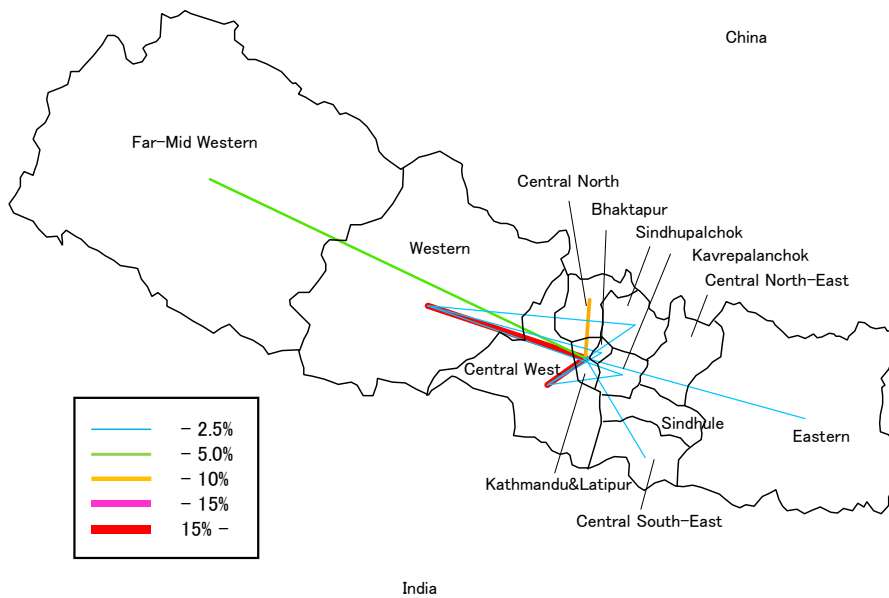 China
Far-Mid Western
Central North
Bhaktapur
Sindhupalchok
Western
Kavrepalanchok
Central North-East
Central West
Sindhule
Eastern
Kathmandu&Latipur
Central South-East
- 2.5%
- 5.0%
- 10%
- 15%
15% -
India